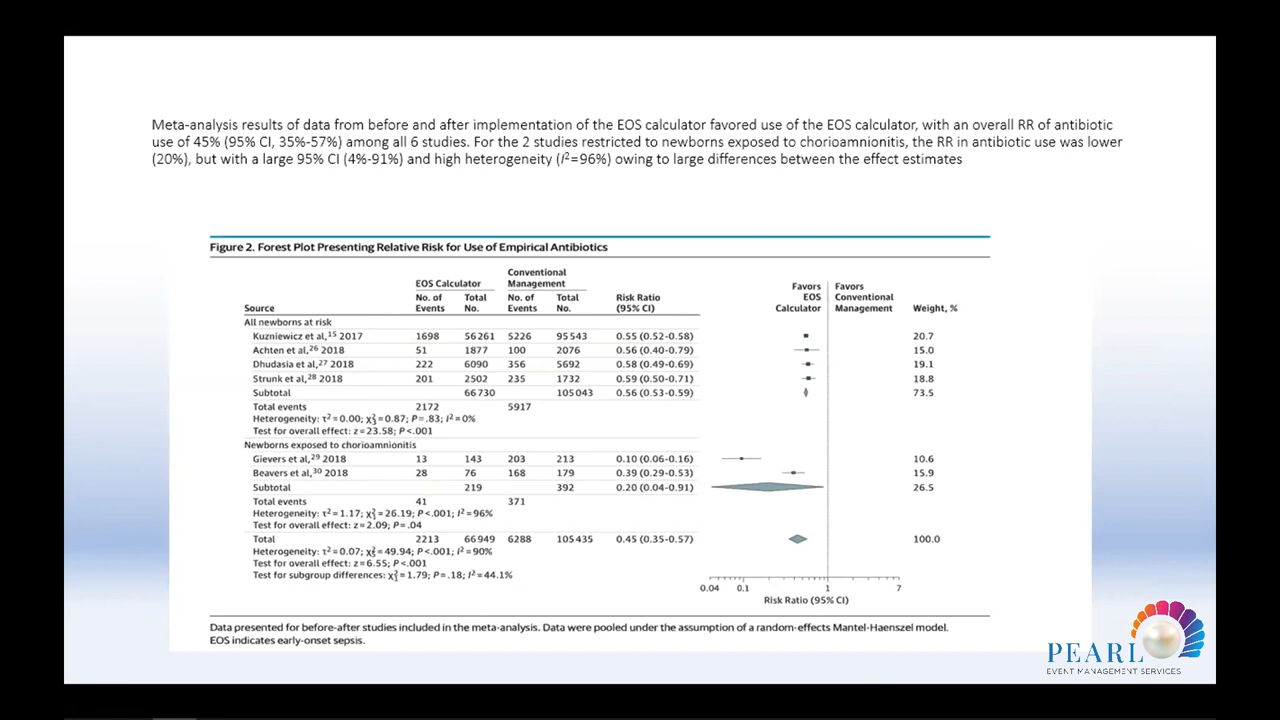 Meta-analysis results of data from before and after implementation of the EOS calculator favored use of the EOS calculator, with an overall RR of antibiotic
use of 45% (95% CI, 35%-57%) among all 6 studies. For the 2 studies restricted to newborns exposed to chorioamnionitis, the RR in antibiotic use was lower
(20%), but with a large 95% CI (4%-91%) and high heterogeneity (I²=96%) owing to large differences between the effect estimates
Figure 2. Forest Plot Presenting Relative Risk for Use of Empirical Antibiotics
Source
EOS Calculator
No. of Events
Total No.
Conventional Management
No. of Events
Total No.
Risk Ratio (95% CI)
Favors EOS Calculator
Favors Conventional Management
Weight, %
All newborns at risk
Kuzniewicz et al,15 2017 1698 56261 5226 95543 0.55 (0.52-0.58) 20.7
Achten et al,26 2018 51 1877 100 2076 0.56 (0.40-0.79) 15.0
Dhudasia et al,27 2018 222 6090 356 5692 0.58 (0.49-0.69) 19.1
Strunk et al,28 2018 201 2502 235 1732 0.59 (0.50-0.71) 18.8
Subtotal 66730 105043 0.56 (0.53-0.59) 73.5
Total events 2172 5917
Heterogeneity: τ²=0.00; χ²₃=0.87; P=.83; I²=0%
Test for overall effect: z=23.58; P<.001
Newborns exposed to chorioamnionitis
Gievers et al,29 2018 13 143 203 213 0.10 (0.06-0.16) 10.6
Beavers et al,30 2018 28 76 168 179 0.39 (0.29-0.53) 15.9
Subtotal 219 392 0.20 (0.04-0.91) 26.5
Total events 41 371
Heterogeneity: τ²=1.17; χ²₁=26.19; P<.001; I²=96%
Test for overall effect: z=2.09; P=.04
Total 2213 66949 6288 105435 0.45 (0.35-0.57) 100.0
Heterogeneity: τ²=0.07; χ²₅=49.94; P<.001; I²=90%
Test for overall effect: z=6.55; P<.001
Test for subgroup differences: χ²₁=1.79; P=.18; I²=44.1%
0.04 0.1 1 7
Risk Ratio (95% CI)
Data presented for before-after studies included in the meta-analysis. Data were pooled under the assumption of a random-effects Mantel-Haenszel model.
EOS indicates early-onset sepsis.
PEARL
EVENT MANAGEMENT SERVICES